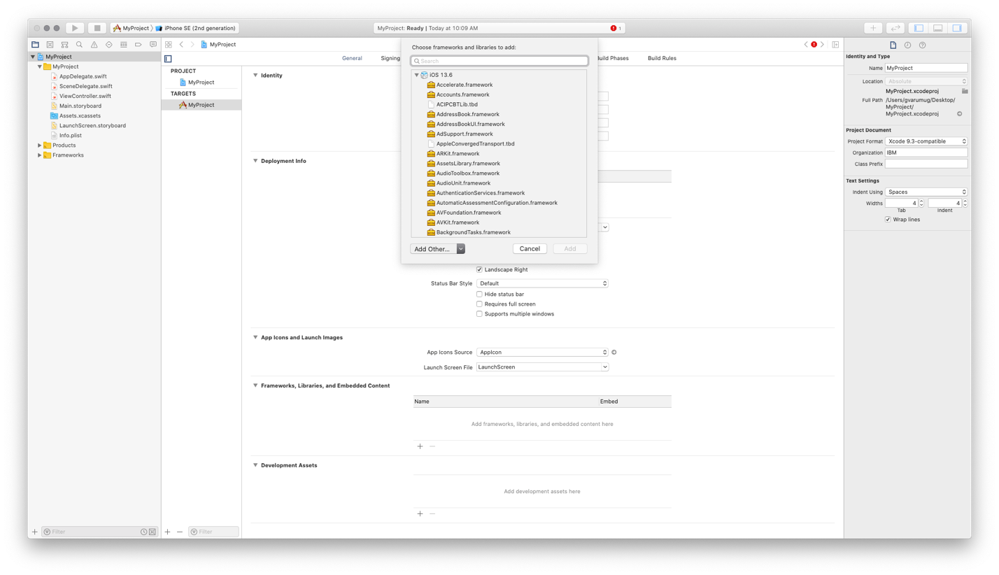 MyProject 〉 iPhone SE (2nd generation)
MyProject: Ready | Today at 10:09 AM
1
MyProject
MyProject
AppDelegate.swift
SceneDelegate.swift
ViewController.swift
Main.storyboard
Assets.xcassets
LaunchScreen.storyboard
Info.plist
Products
Frameworks
Filter
MyProject
General
Signing
Build Phases
Build Rules
PROJECT
MyProject
TARGETS
MyProject
Filter
Identity
Deployment Info
Choose frameworks and libraries to add:
Search
iOS 13.6
Accelerate.framework
Accounts.framework
ACIPCBTLib.tbd
AddressBook.framework
AddressBookUI.framework
AdSupport.framework
AppleConvergedTransport.tbd
ARKit.framework
AssetsLibrary.framework
AudioToolbox.framework
AudioUnit.framework
AuthenticationServices.framework
AutomaticAssessmentConfiguration.framework
AVFoundation.framework
AVKit.framework
BackgroundTasks.framework
Add Other...
Cancel
Add
Landscape Right
Status Bar Style Default
Hide status bar
Requires full screen
Supports multiple windows
App Icons and Launch Images
App Icons Source AppIcon
Launch Screen File LaunchScreen
Frameworks, Libraries, and Embedded Content
Name Embed
Add frameworks, libraries, and embedded content here
Development Assets
Add development assets here
Identity and Type
Name MyProject
Location Absolute
MyProject.xcodeproj
Full Path /Users/gvarumug/Desktop/
MyProject/
MyProject.xcodeproj
Project Document
Project Format Xcode 9.3-compatible
Organization IBM
Class Prefix
Text Settings
Indent Using Spaces
Widths 4 4
Tab Indent
Wrap lines